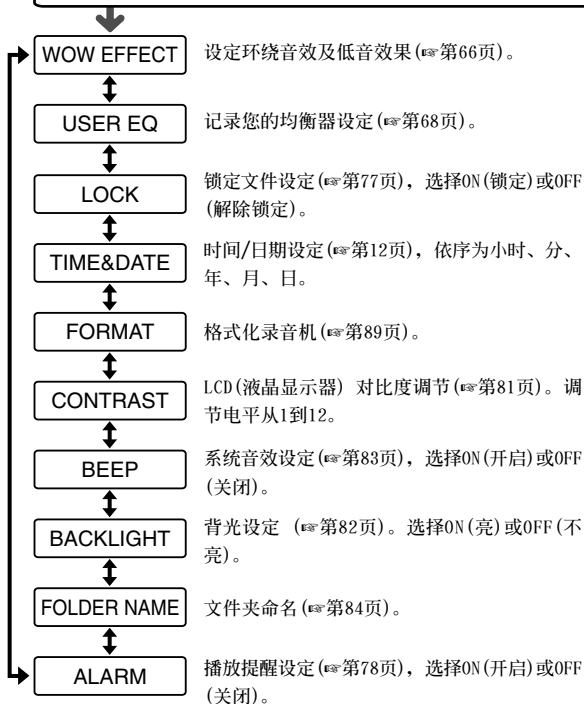 WOW EFFECT
设定环绕音效及低音效果(☞第66页)。
USER EQ
记录您的均衡器设定(☞第68页)。
LOCK
锁定文件设定(☞第77页), 选择ON(锁定)或OFF
(解除锁定)。
TIME&DATE
时间/日期设定(☞第12页), 依序为小时、分、
年、月、日。
FORMAT
格式化录音机(☞第89页)。
CONTRAST
LCD(液晶显示器) 对比度调节(☞第81页)。调
节电平从1到12。
BEEP
系统音效设定(☞第83页), 选择ON(开启)或OFF
(关闭)。
BACKLIGHT
背光设定 (☞第82页)。选择ON(亮)或OFF(不
亮)。
FOLDER NAME
文件夹命名(☞第84页)。
ALARM
播放提醒设定(☞第78页), 选择ON(开启)或OFF
(关闭)。